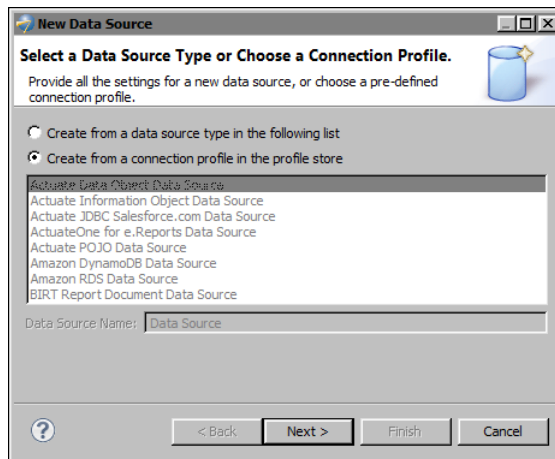 New Data Source
Select a Data Source Type or Choose a Connection Profile.
Provide all the settings for a new data source, or choose a pre-defined
connection profile.
Create from a data source type in the following list
Create from a connection profile in the profile store
Actuate Data Object Data Source
Actuate Information Object Data Source
Actuate JDBC Salesforce.com Data Source
ActuateOne for e.Reports Data Source
Actuate POJO Data Source
Amazon DynamoDB Data Source
Amazon RDS Data Source
BIRT Report Document Data Source
Data Source Name: Data Source
? < Back Next > Finish Cancel